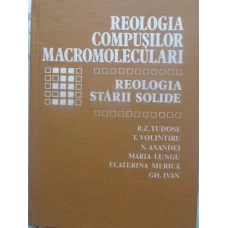 REOLOGIA
COMPUȘILOR
MACROMOLECULARI
REOLOGIA
STĂRII SOLIDE
R.Z. TUDOSE
T. VOLINTIRU
N. ASANDEI
MARIA LUNGU
ECATERINA MERICĂ
GH. IVAN